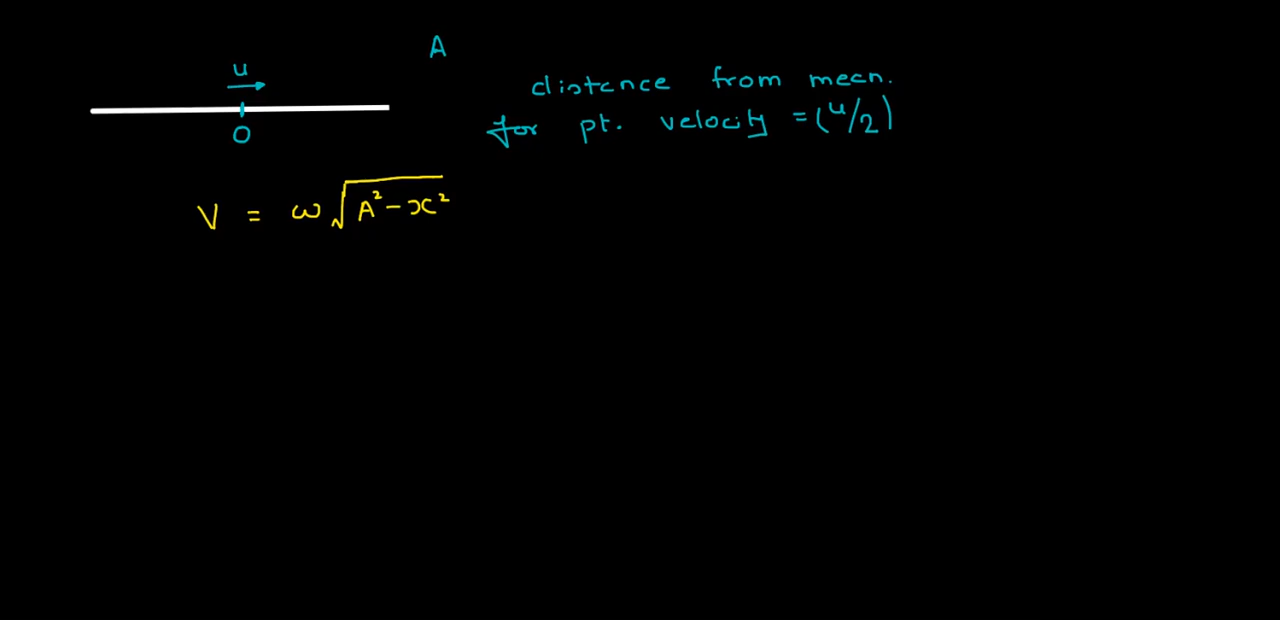 u
A
O
distance from mean.
for pt. velocity = (u/2)
V = ω√A²-x²